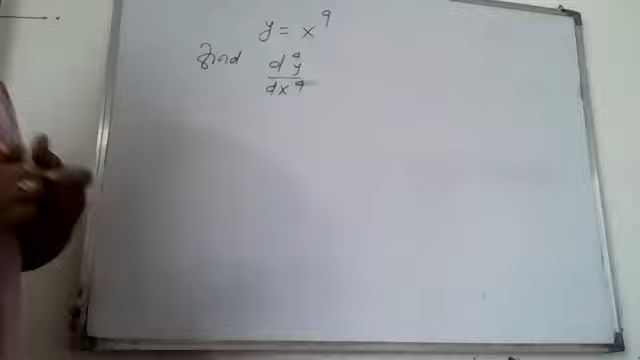 y = x⁹
Find d⁹y/dx⁹